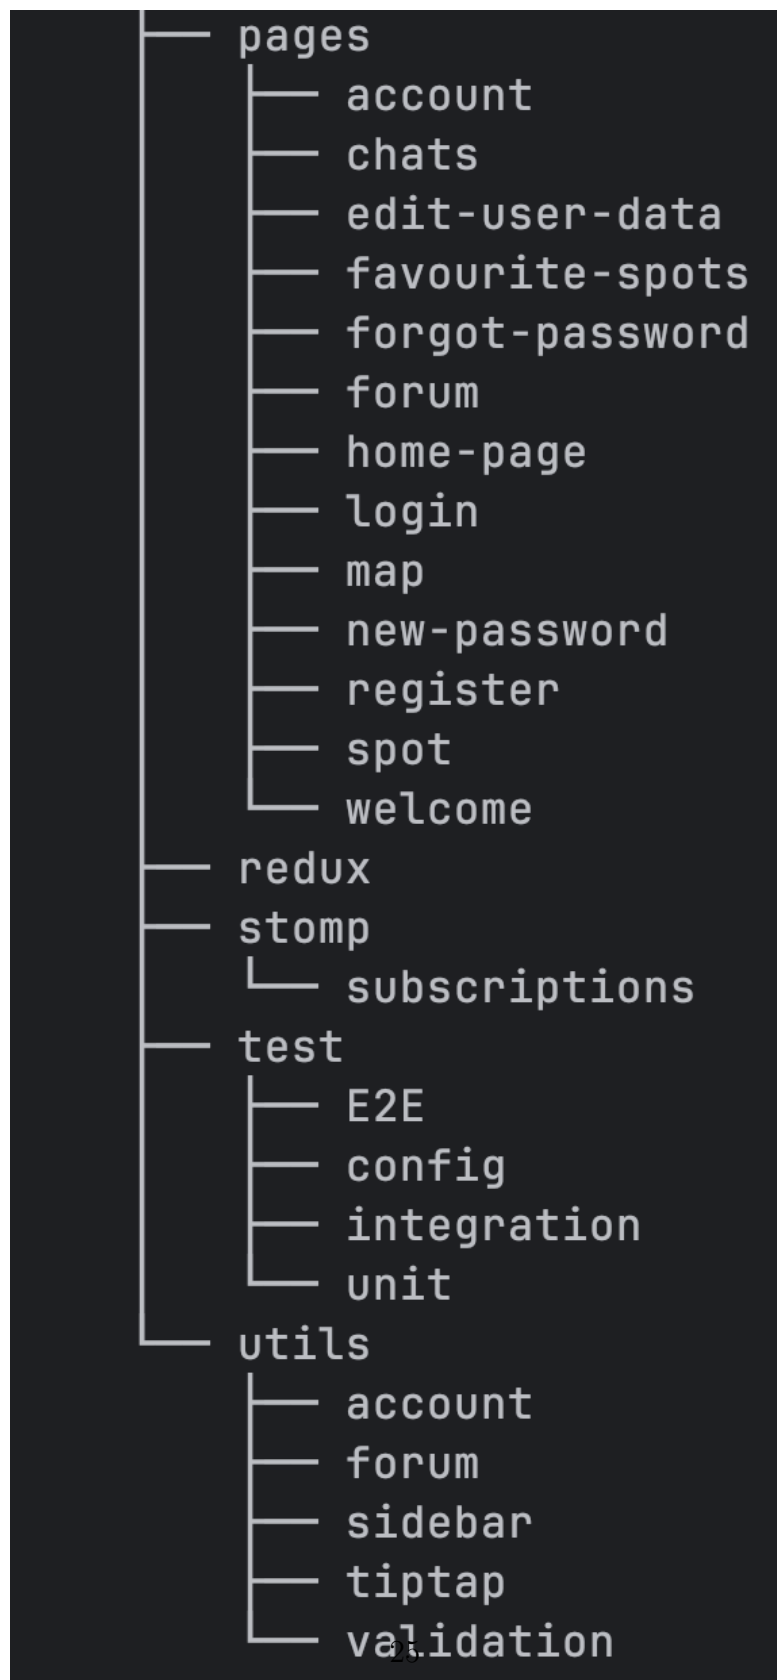 pages
account
chats
edit-user-data
favourite-spots
forgot-password
forum
home-page
login
map
new-password
register
spot
welcome
redux
stomp
subscriptions
test
E2E
config
integration
unit
utils
account
forum
sidebar
tiptap
validation
25